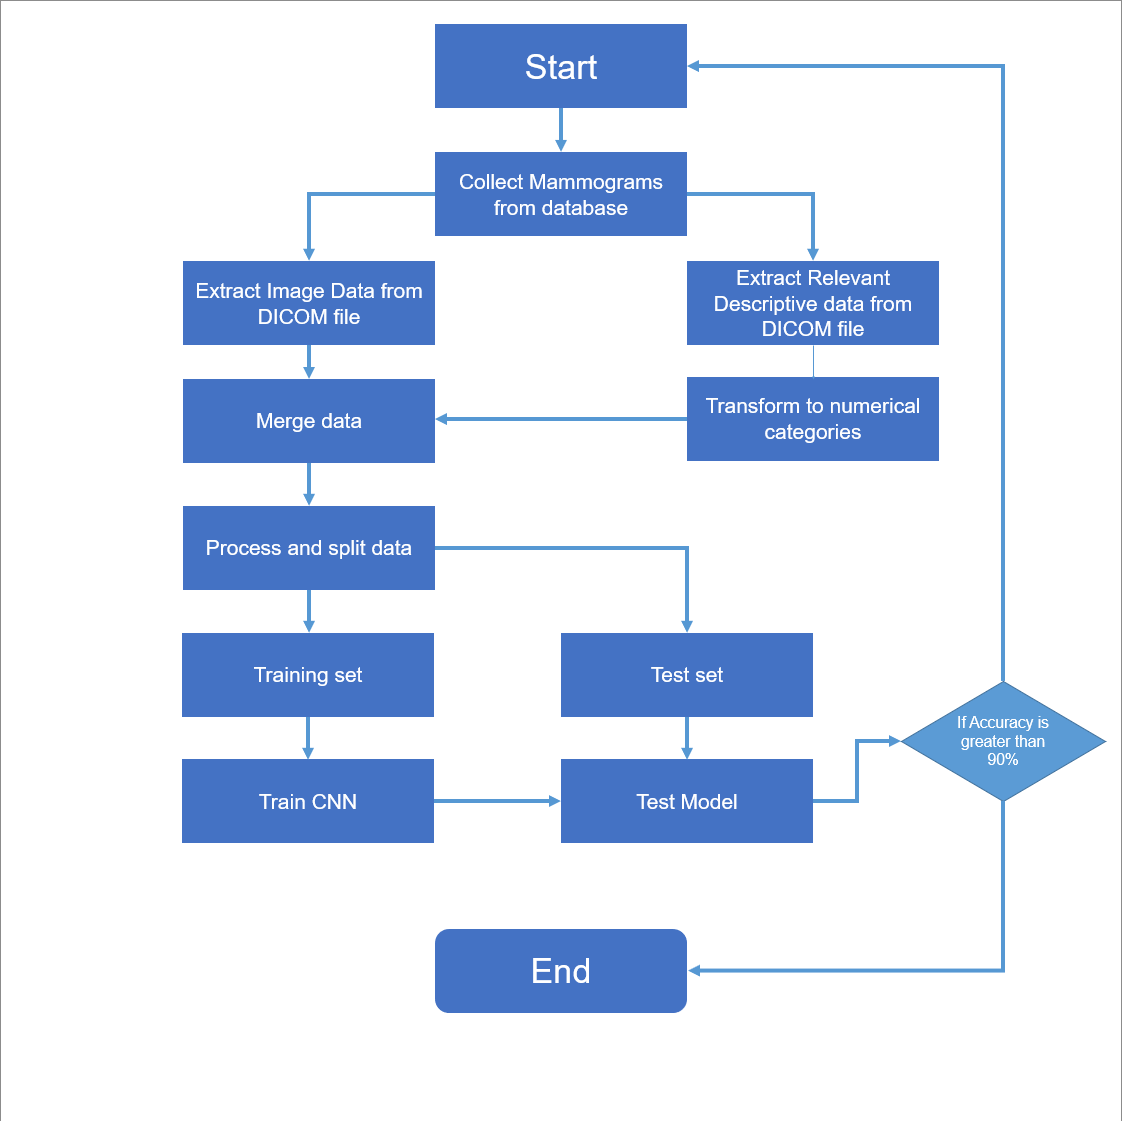 Start
Collect Mammograms
from database
Extract Image Data from
DICOM file
Extract Relevant
Descriptive data from
DICOM file
Merge data
Transform to numerical
categories
Process and split data
Training set
Test set
If Accuracy is
greater than
90%
Train CNN
Test Model
End